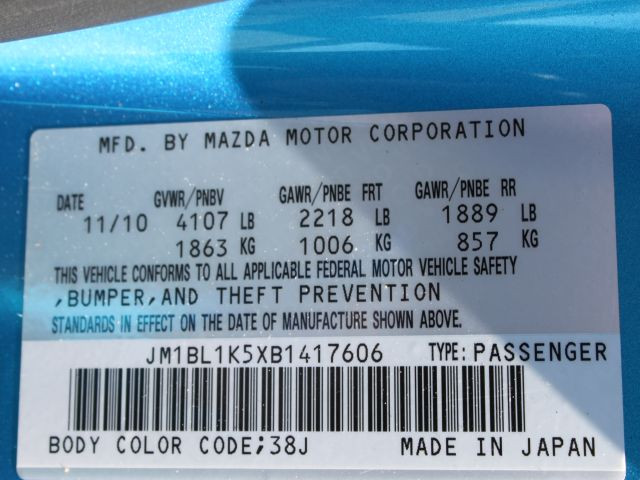 MFD. BY MAZDA MOTOR CORPORATION
DATE GVWR/PNBV GAWR/PNBE FRT GAWR/PNBE RR
11/10 4107 LB 2218 LB 1889 LB
1863 KG 1006 KG 857 KG
THIS VEHICLE CONFORMS TO ALL APPLICABLE FEDERAL MOTOR VEHICLE SAFETY
,BUMPER,AND THEFT PREVENTION
STANDARDS IN EFFECT ON THE DATE OF MANUFACTURE SHOWN ABOVE.
JM1BL1K5XB1417606 TYPE: PASSENGER
BODY COLOR CODE;38J MADE IN JAPAN